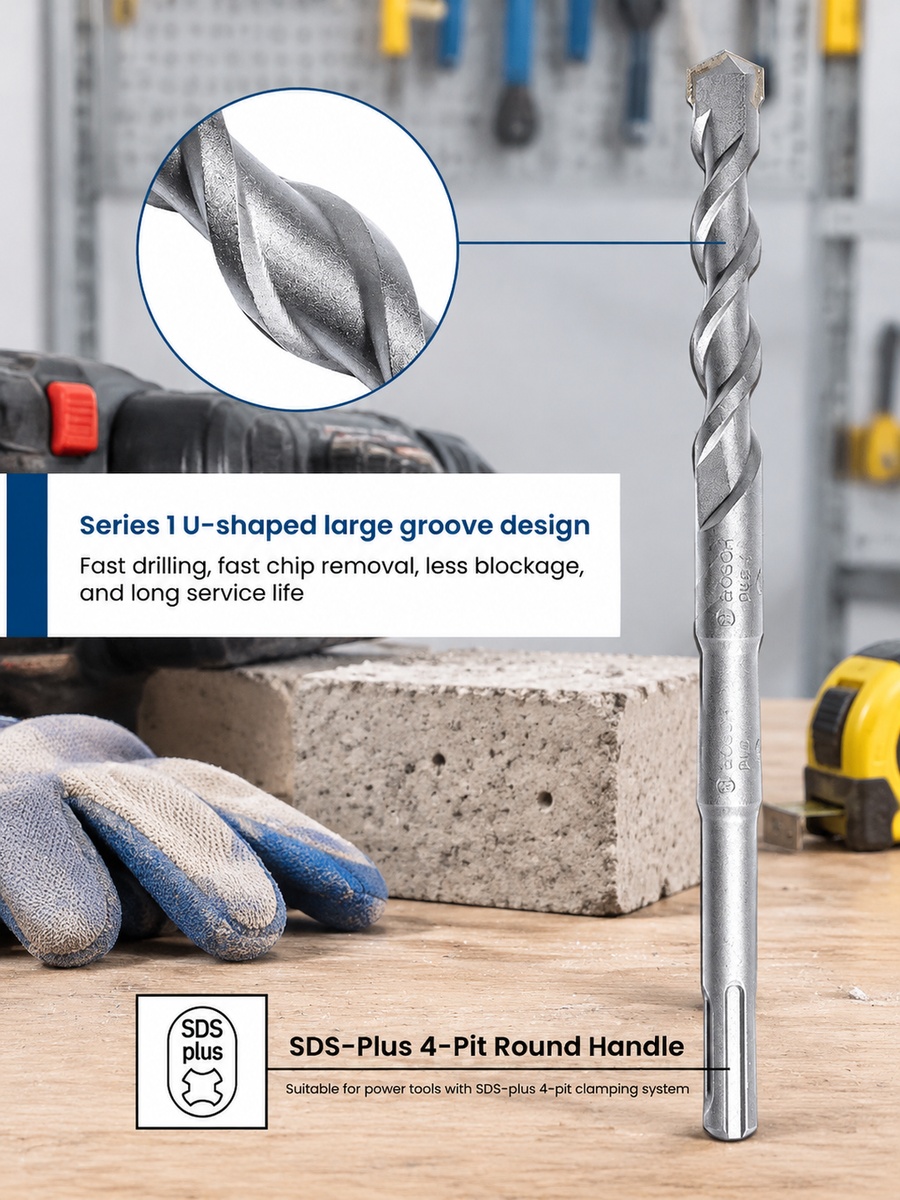 Series 1 U-shaped large groove design
Fast drilling, fast chip removal, less blockage,
and long service life
BOSCH
SDS
plus
SDS-Plus 4-Pit Round Handle
Suitable for power tools with SDS-plus 4-pit clamping system